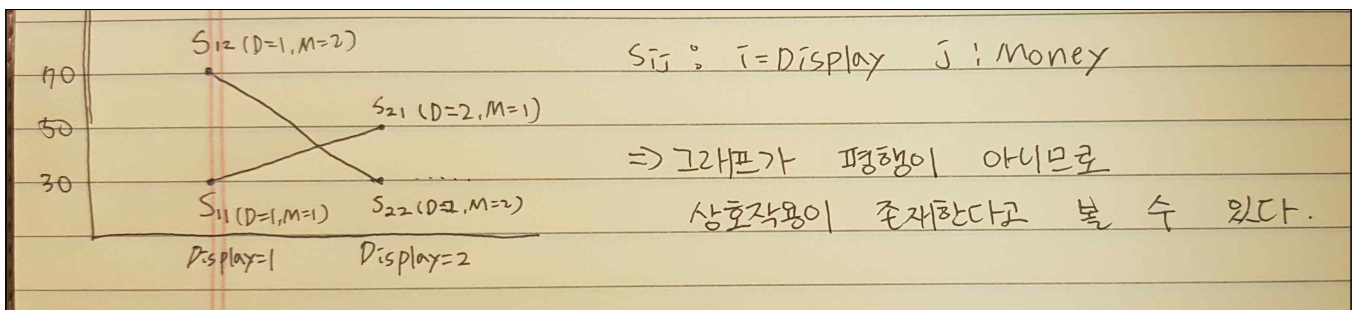 S12 (D=1, M=2)
Sij : i=Display j : Money
70
S21 (D=2, M=1)
50
⇒ 그래프가 평행이 아니므로
30
S11 (D=1, M=1) S22 (D=2, M=2)
상호작용이 존재한다고 볼 수 있다.
Display=1 Display=2